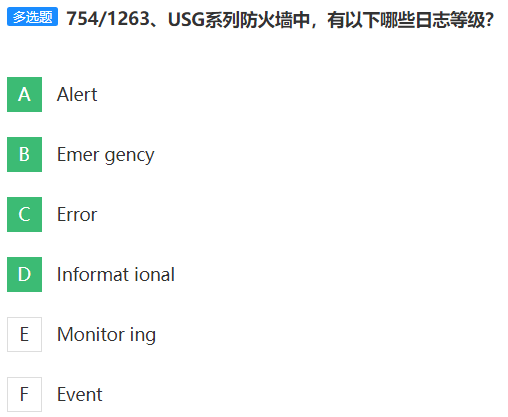 多选题 754/1263、USG系列防火墙中，有以下哪些日志等级？
A Alert
B Emer gency
C Error
D Informat ional
E Monitor ing
F Event